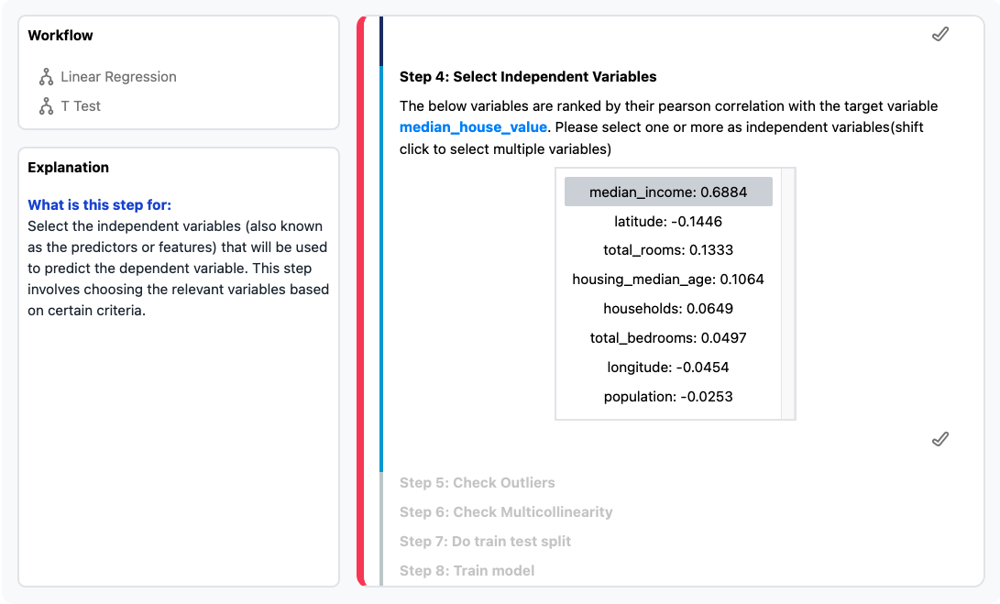 Workflow
Linear Regression
T Test
Explanation
What is this step for:
Select the independent variables (also known
as the predictors or features) that will be used
to predict the dependent variable. This step
involves choosing the relevant variables based
on certain criteria.
Step 4: Select Independent Variables
The below variables are ranked by their pearson correlation with the target variable
median_house_value. Please select one or more as independent variables(shift
click to select multiple variables)
median_income: 0.6884
latitude: -0.1446
total_rooms: 0.1333
housing_median_age: 0.1064
households: 0.0649
total_bedrooms: 0.0497
longitude: -0.0454
population: -0.0253
Step 5: Check Outliers
Step 6: Check Multicollinearity
Step 7: Do train test split
Step 8: Train model